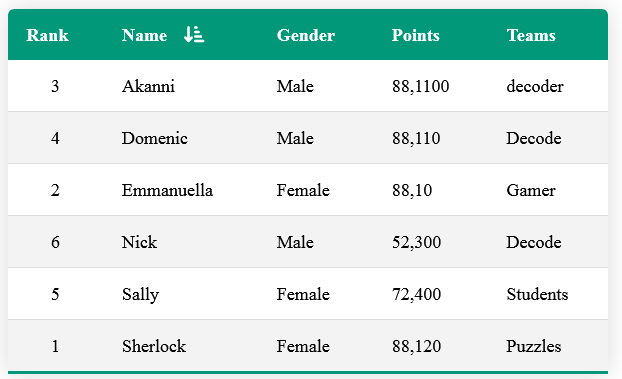 Rank Name Gender Points Teams
3 Akanni Male 88,1100 decoder
4 Domenic Male 88,110 Decode
2 Emmanuella Female 88,10 Gamer
6 Nick Male 52,300 Decode
5 Sally Female 72,400 Students
1 Sherlock Female 88,120 Puzzles